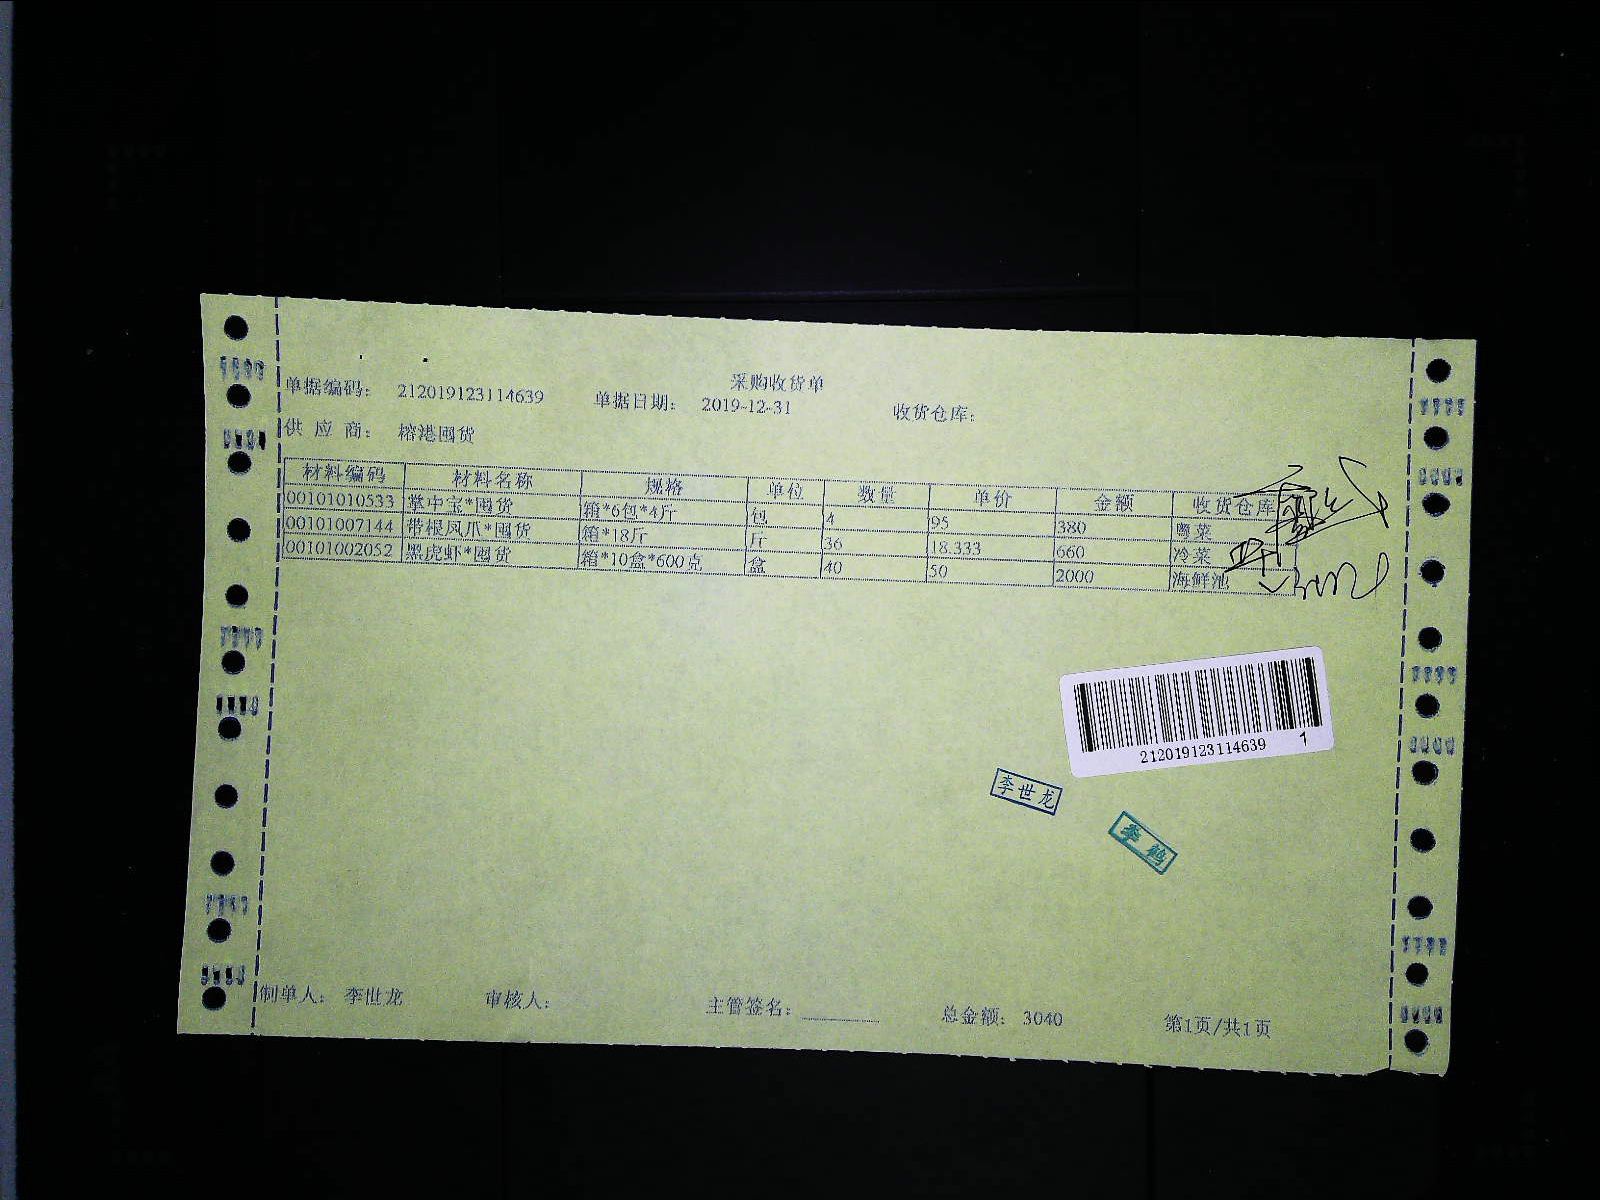 采购收货单
单据编码： 212019123114639 单据日期： 2019-12-31 收货仓库：
供 应 商： 榕港囤货
材料编码 材料名称 规格 单位 数量 单价 金额 收货仓库
00101010533 掌中宝*囤货 箱*6包*4斤 包 4 95 380 粤菜
00101007144 带根凤爪*囤货 箱*18斤 斤 36 18.333 660 冷菜
00101002052 黑虎虾*囤货 箱*10盒*600克 盒 40 50 2000 海鲜池
212019123114639 1
李世龙
李鹤
制单人： 李世龙 审核人： 主管签名： 总金额： 3040 第1页/共1页